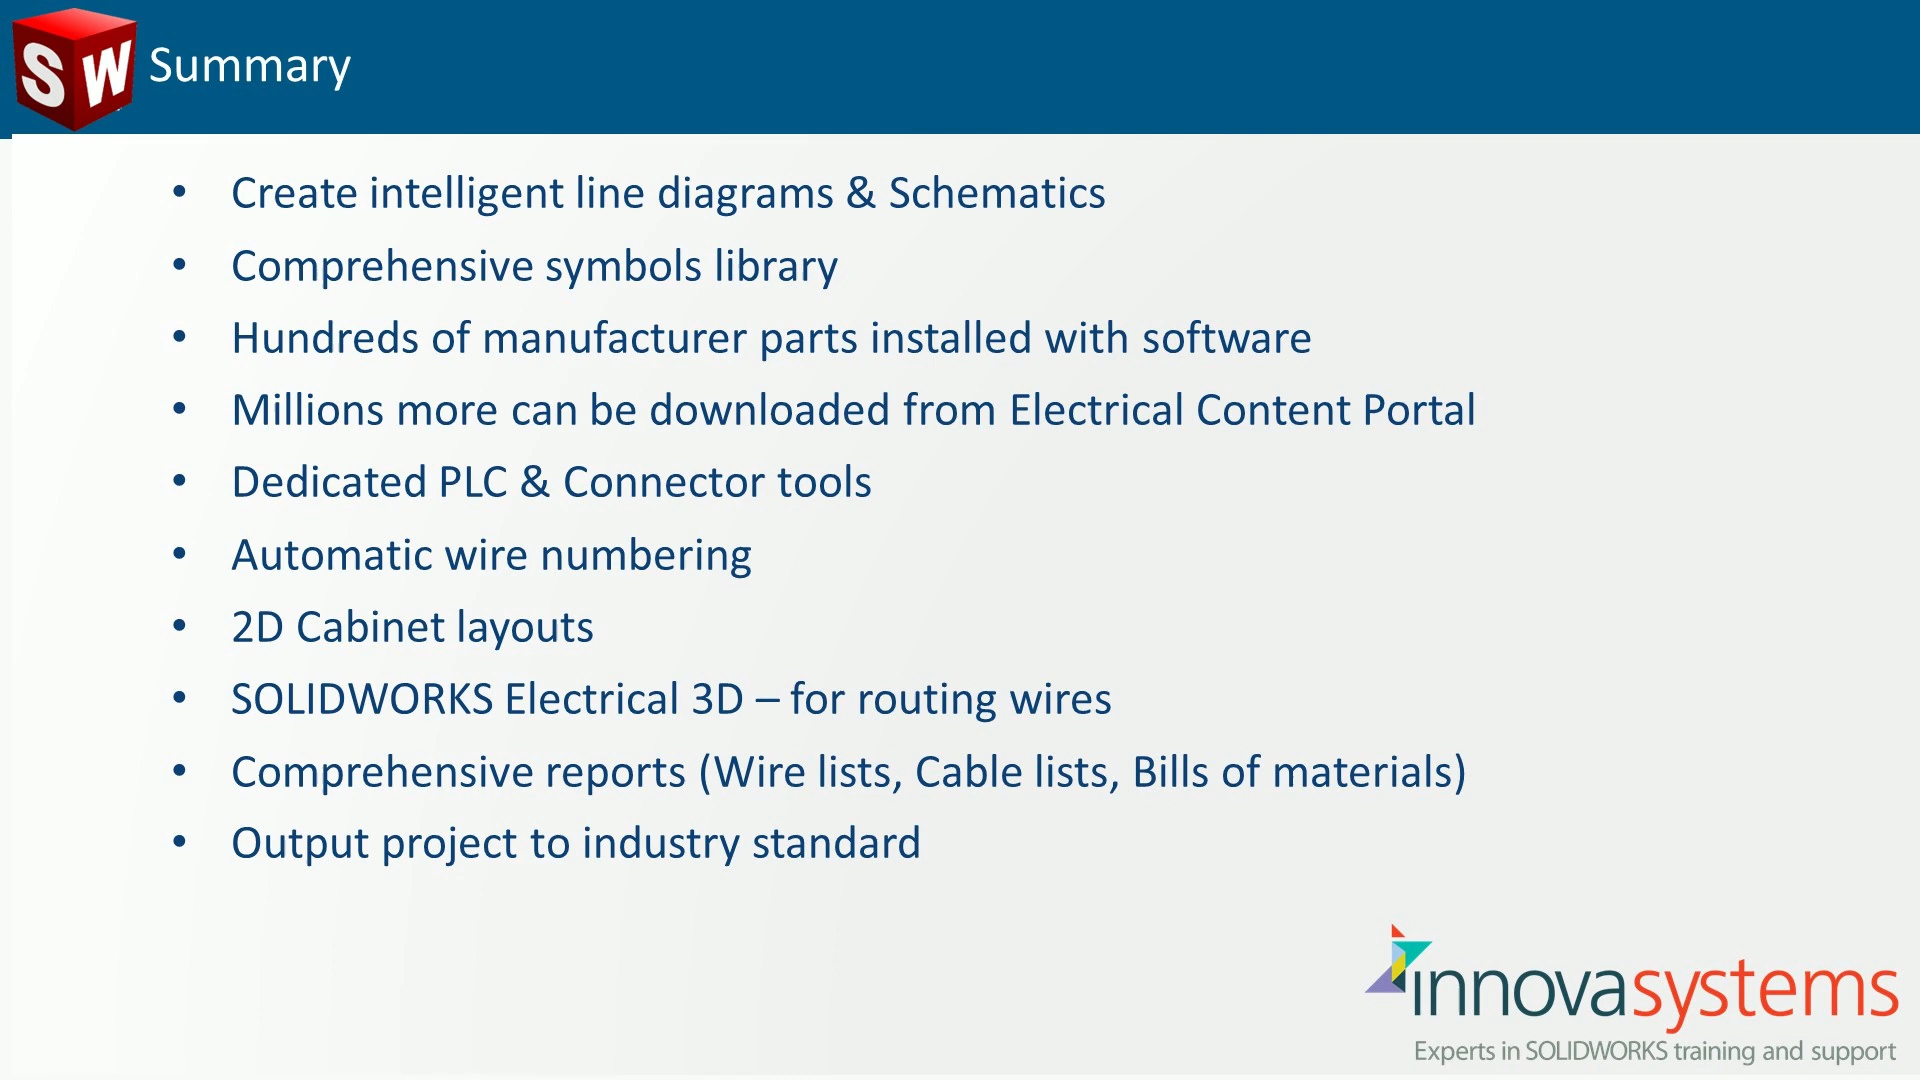 SW Summary
• Create intelligent line diagrams & Schematics
• Comprehensive symbols library
• Hundreds of manufacturer parts installed with software
• Millions more can be downloaded from Electrical Content Portal
• Dedicated PLC & Connector tools
• Automatic wire numbering
• 2D Cabinet layouts
• SOLIDWORKS Electrical 3D – for routing wires
• Comprehensive reports (Wire lists, Cable lists, Bills of materials)
• Output project to industry standard
innovasystems
Experts in SOLIDWORKS training and support